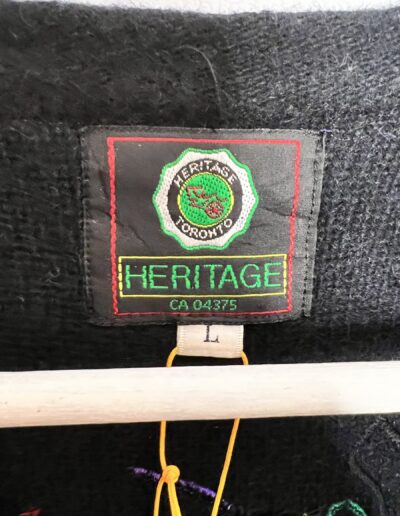 HERITAGE
TORONTO
HERITAGE
CA 04375
L